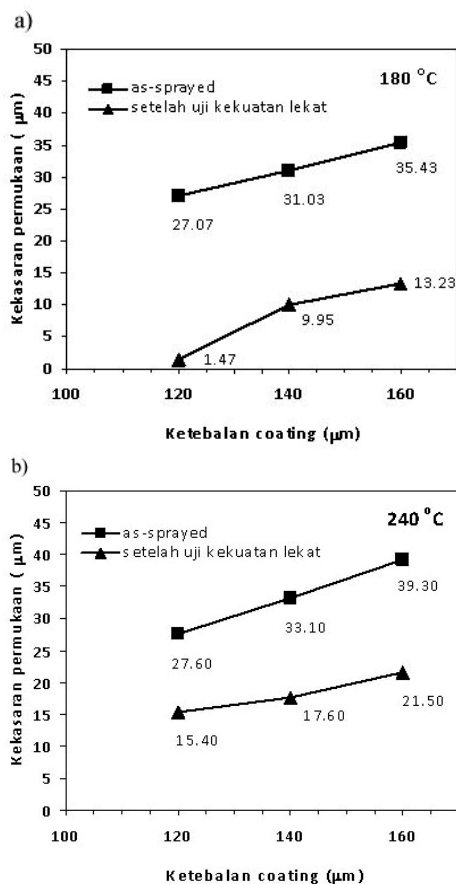 a)
50
45
40
35
30
25
20
15
10
5
0
Kekasaran permukaan ( μm)
180 °C
as-sprayed
setelah uji kekuatan lekat
27.07
31.03
35.43
1.47
9.95
13.23
100 120 140 160
Ketebalan coating (μm)
b)
50
45
40
35
30
25
20
15
10
5
0
Kekasaran permukaan ( μm)
240 °C
as-sprayed
setelah uji kekuatan lekat
27.60
33.10
39.30
15.40
17.60
21.50
100 120 140 160
Ketebalan coating (μm)